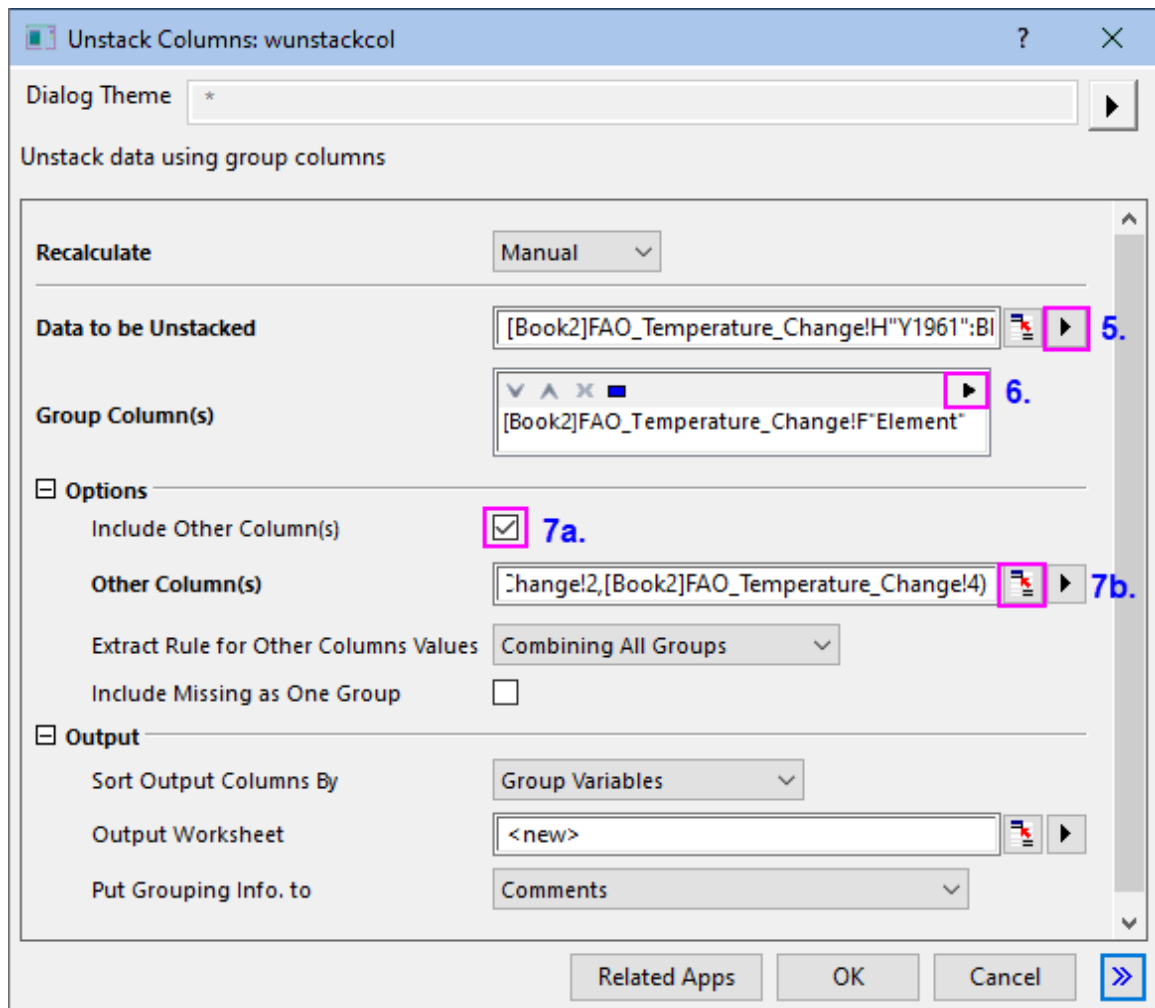 Unstack Columns: wunstackcol ? ×
Dialog Theme *
Unstack data using group columns
Recalculate Manual
Data to be Unstacked [Book2]FAO_Temperature_Change!H"Y1961":Bl 5.
6.
Group Column(s) [Book2]FAO_Temperature_Change!F"Element"
Options
Include Other Column(s) 7a.
Other Column(s) Change!2,[Book2]FAO_Temperature_Change!4) 7b.
Extract Rule for Other Columns Values Combining All Groups
Include Missing as One Group
Output
Sort Output Columns By Group Variables
Output Worksheet <new>
Put Grouping Info. to Comments
Related Apps OK Cancel »